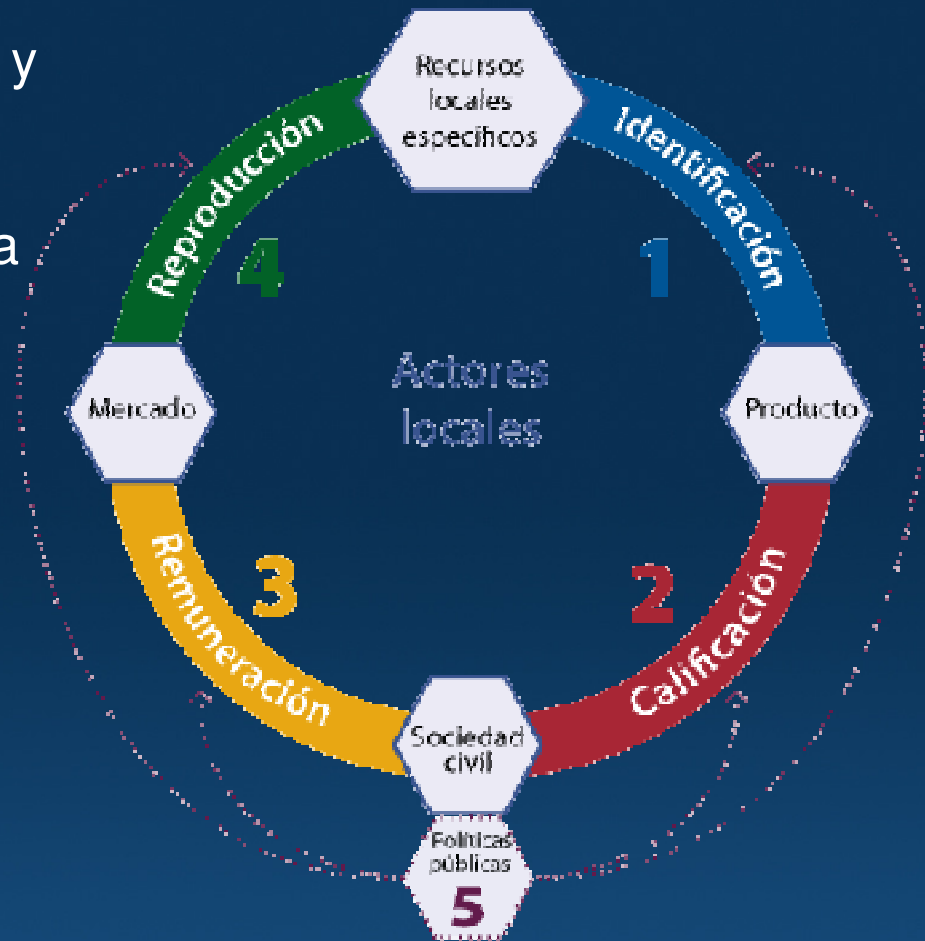 y
a
Recursos
locales
específicos
Identificación
1
Producto
Calificación
2
Sociedad
civil
Remuneración
3
Mercado
Reproducción
4
Actores
locales
Políticas
públicas
5